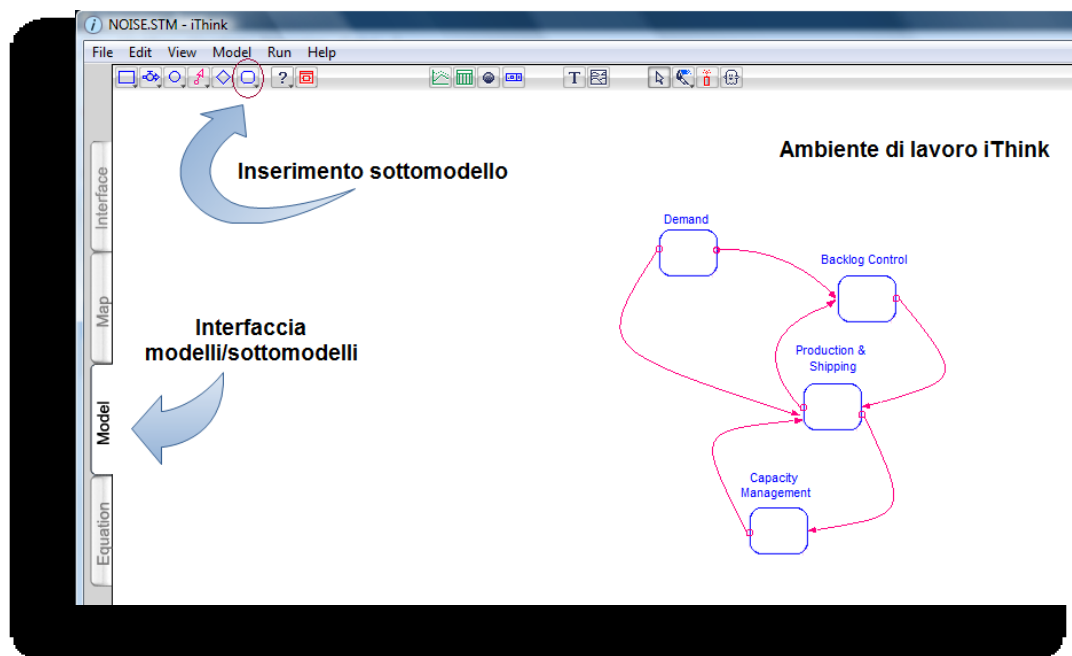 NOISE.STM - iThink
File Edit View Model Run Help
?
T
Ambiente di lavoro iThink
Inserimento sottomodello
Interface
Map
Model
Equation
Interfaccia
modelli/sottomodelli
Demand
Backlog Control
Production &
Shipping
Capacity
Management